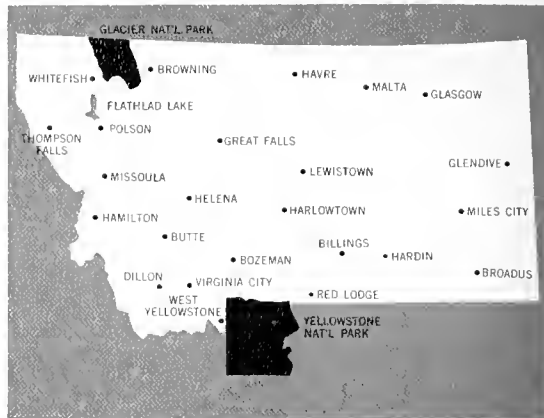 GLACIER NAT'L PARK
WHITEFISH
BROWNING
HAVRE
MALTA
GLASGOW
FLATHLAD LAKE
THOMPSON
FALLS
POLSON
GREAT FALLS
LEWISTOWN
GLENDIVE
MISSOULA
HELENA
HARLOWTOWN
MILES CITY
HAMILTON
BUTTE
BOZEMAN
BILLINGS
HARDIN
BROADUS
DILLON
VIRGINIA CITY
WEST
YELLOWSTONE
RED LODGE
YELLOWSTONE
NAT'L PARK